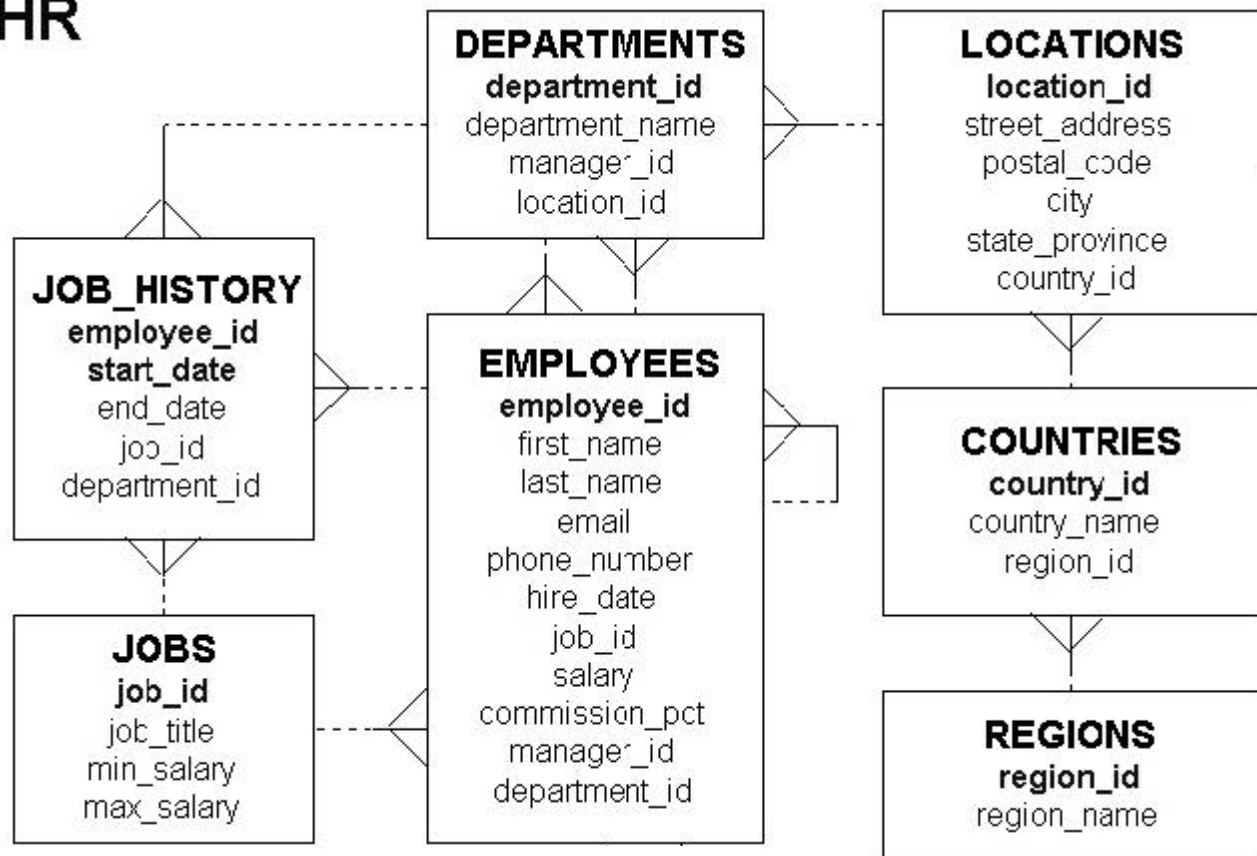 HR
DEPARTMENTS
department_id
department_name
manager_id
location_id
LOCATIONS
location_id
street_address
postal_code
city
state_province
country_id
JOB_HISTORY
employee_id
start_date
end_date
job_id
department_id
EMPLOYEES
employee_id
first_name
last_name
email
phone_number
hire_date
job_id
salary
commission_pct
manager_id
department_id
COUNTRIES
country_id
country_name
region_id
JOBS
job_id
job_title
min_salary
max_salary
REGIONS
region_id
region_name